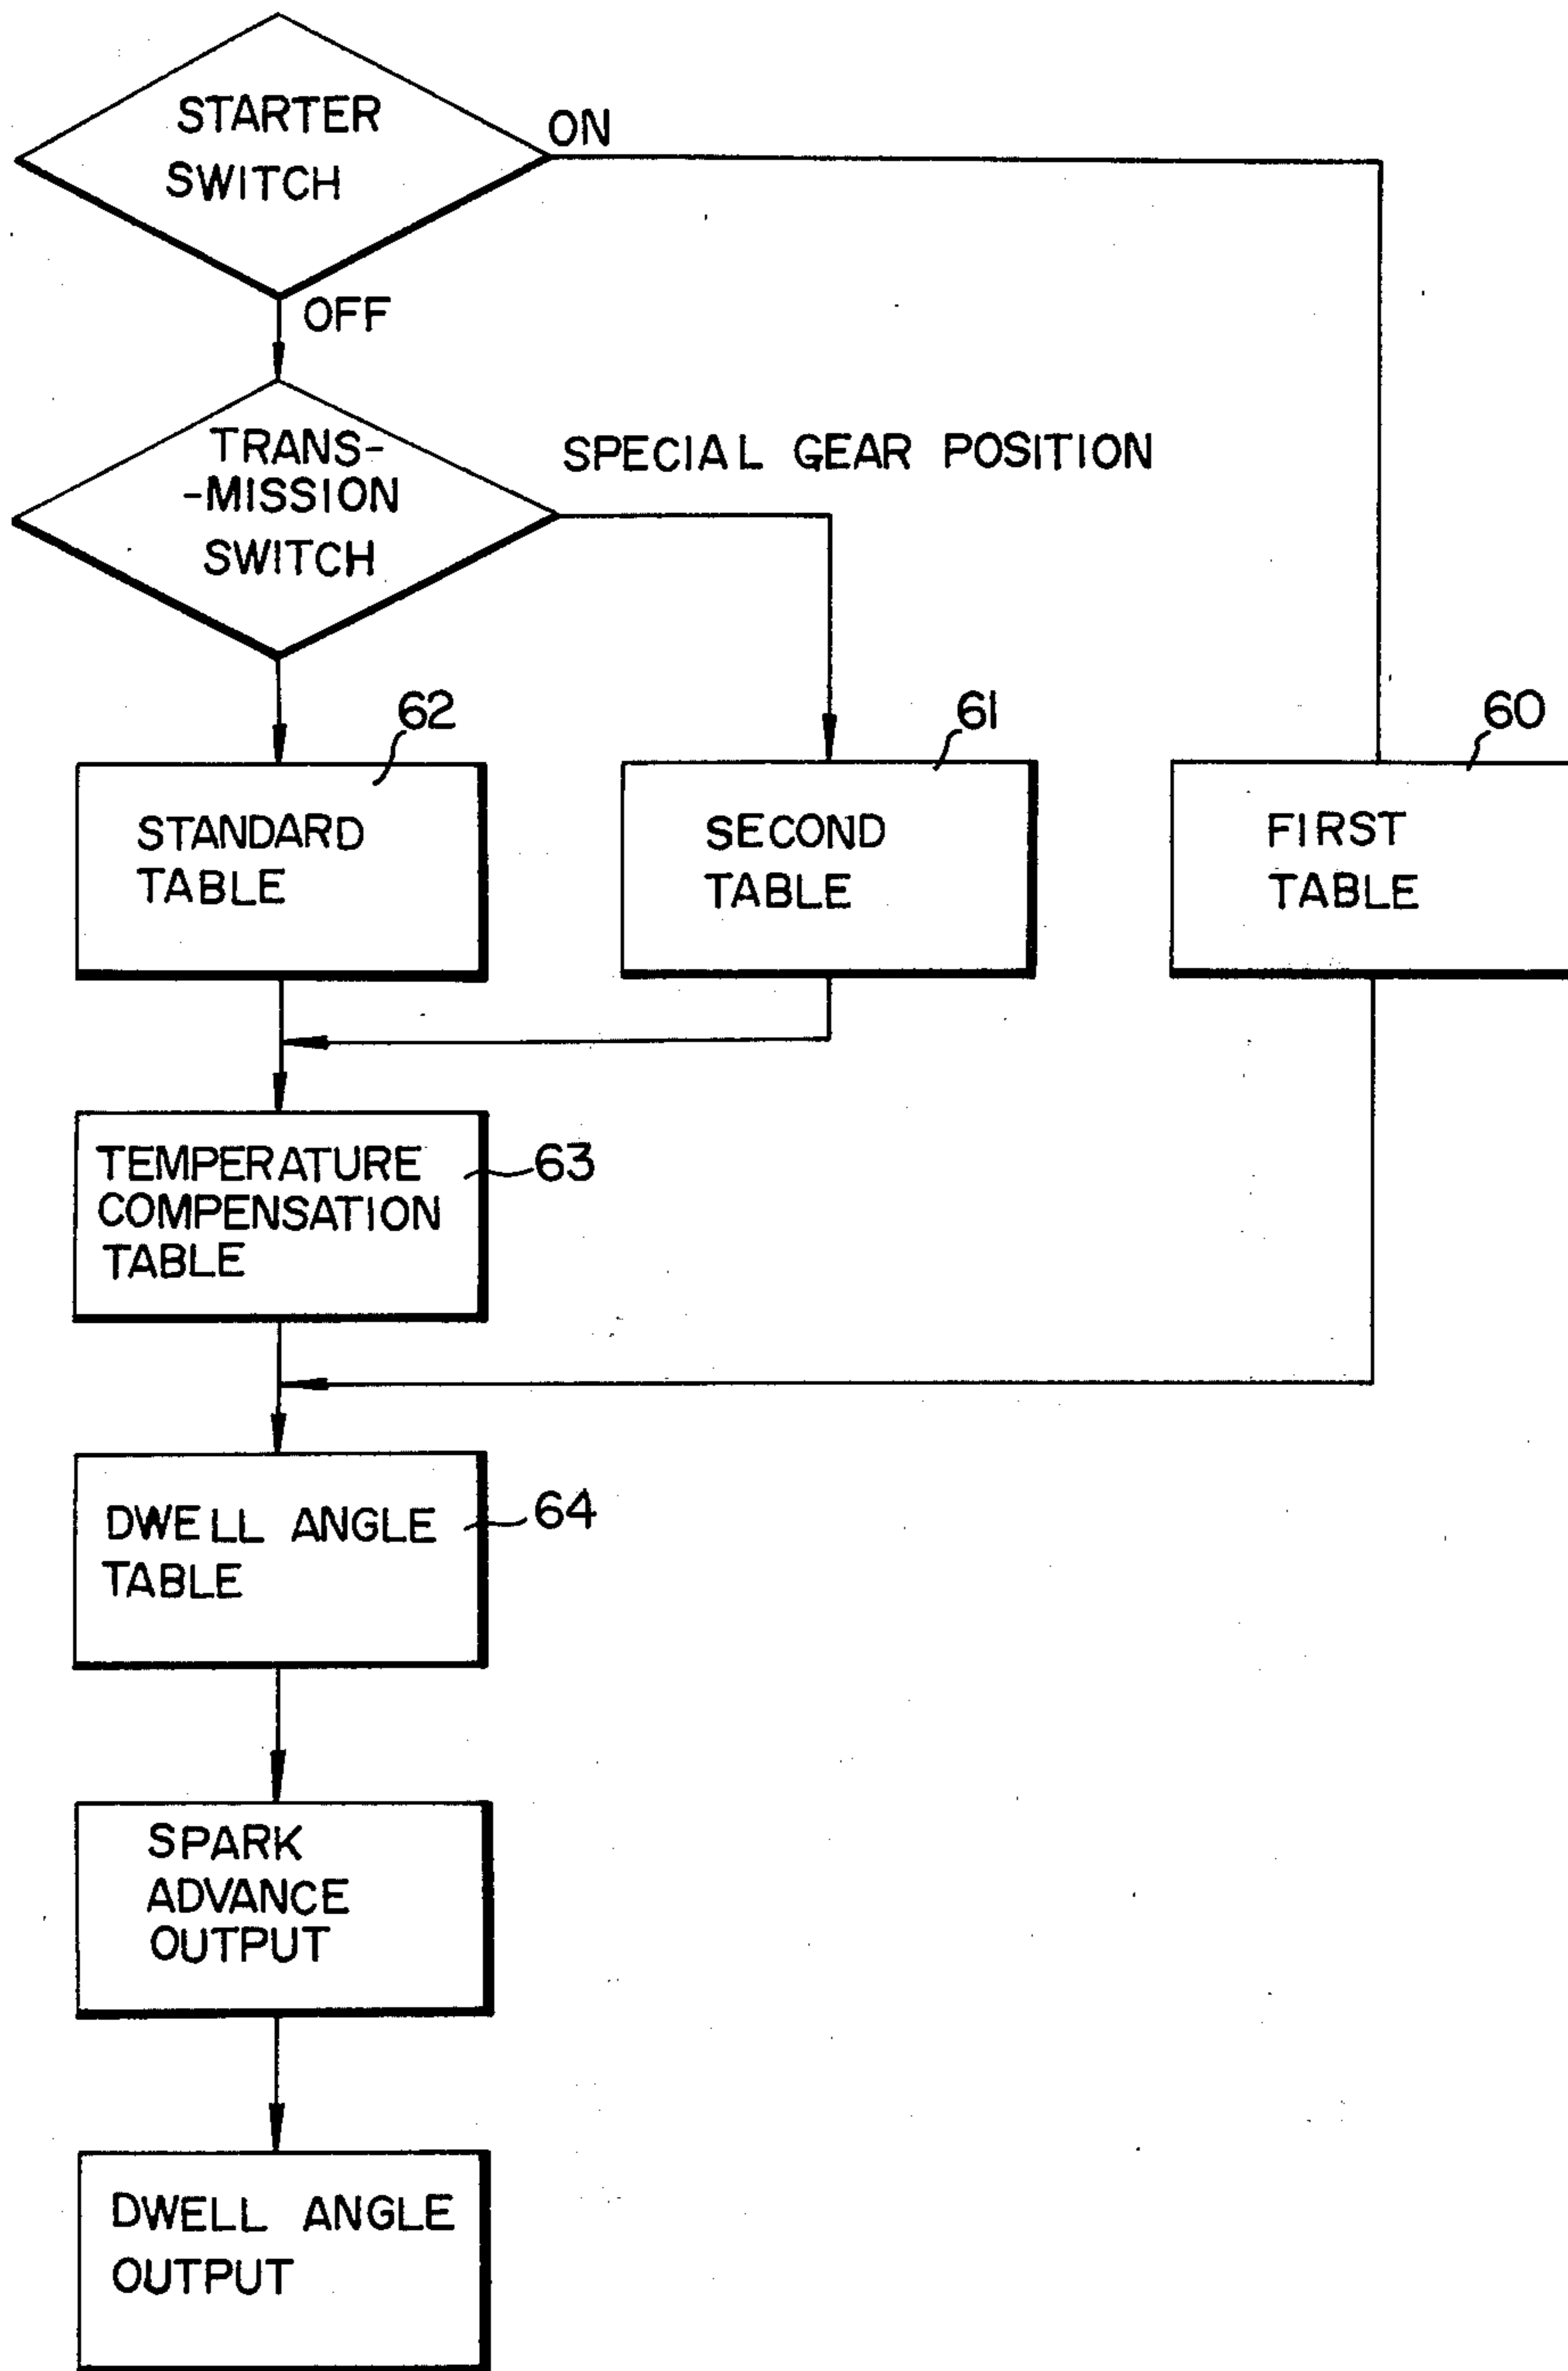 STARTER
SWITCH
ON
OFF
TRANS-
-MISSION
SWITCH
SPECIAL GEAR POSITION
62
61
60
STANDARD
TABLE
SECOND
TABLE
FIRST
TABLE
TEMPERATURE
COMPENSATION
TABLE
63
DWELL ANGLE
TABLE
64
SPARK
ADVANCE
OUTPUT
DWELL ANGLE
OUTPUT